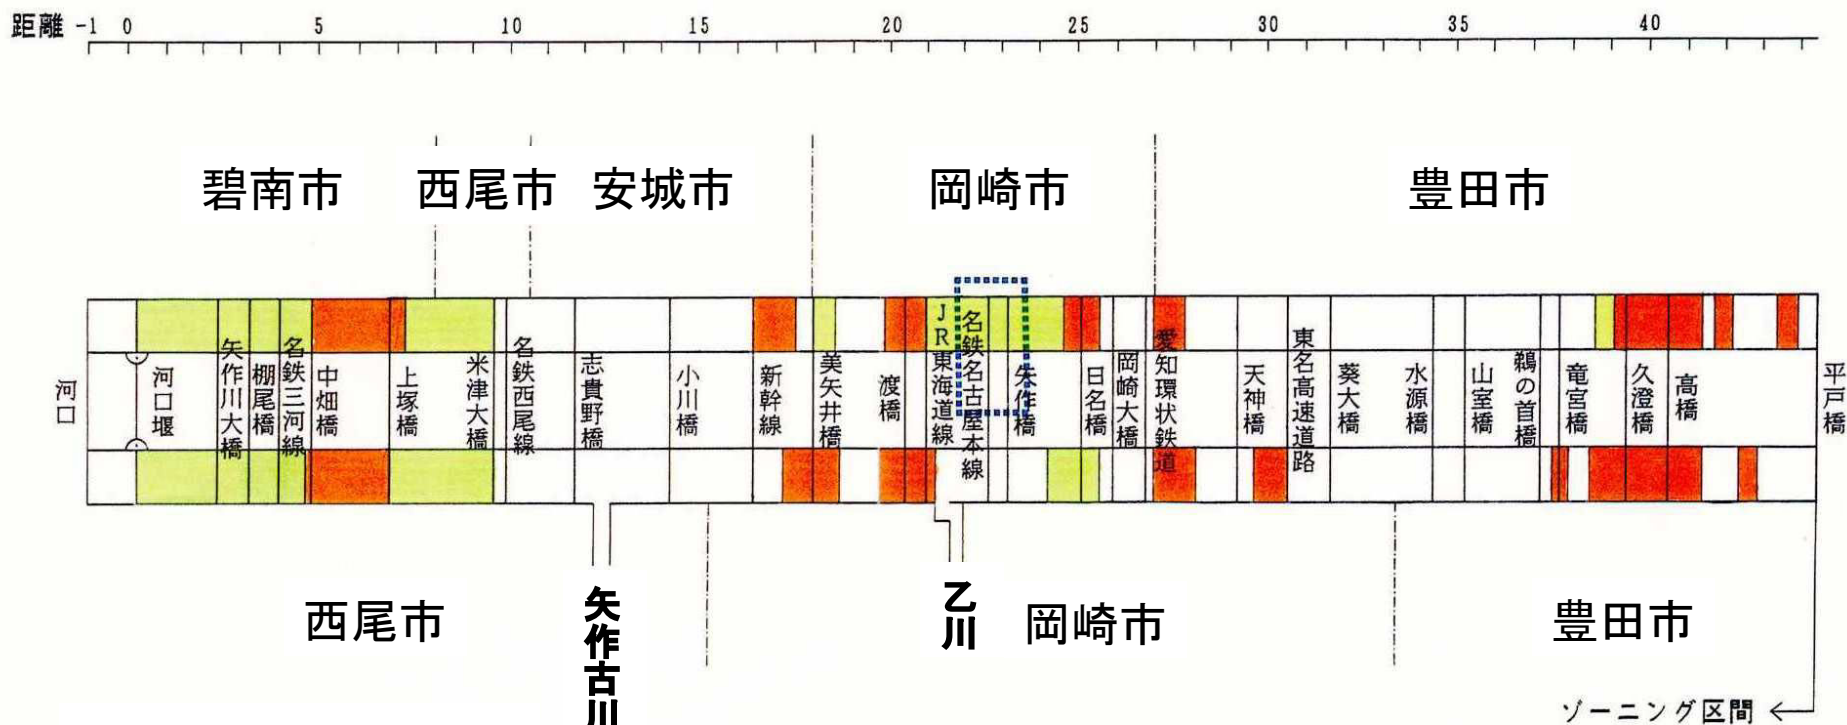 距離 -1 0 5 10 15 20 25 30 35 40
碧南市 西尾市 安城市 岡崎市 豊田市
河口
河口堰
矢作川大橋
棚尾橋
名鉄三河線
中畑橋
上塚橋
米津大橋
名鉄西尾線
志貴野橋
小川橋
新幹線
美矢井橋
渡橋
JR東海道線
名鉄名古屋本線
矢作橋
日名橋
岡崎大橋
愛知環状鉄道
天神橋
東名高速道路
葵大橋
水源橋
山室橋
鵜の首橋
竜宮橋
久澄橋
高橋
平戸橋
西尾市
矢作古川
乙川
岡崎市
豊田市
ゾーニング区間